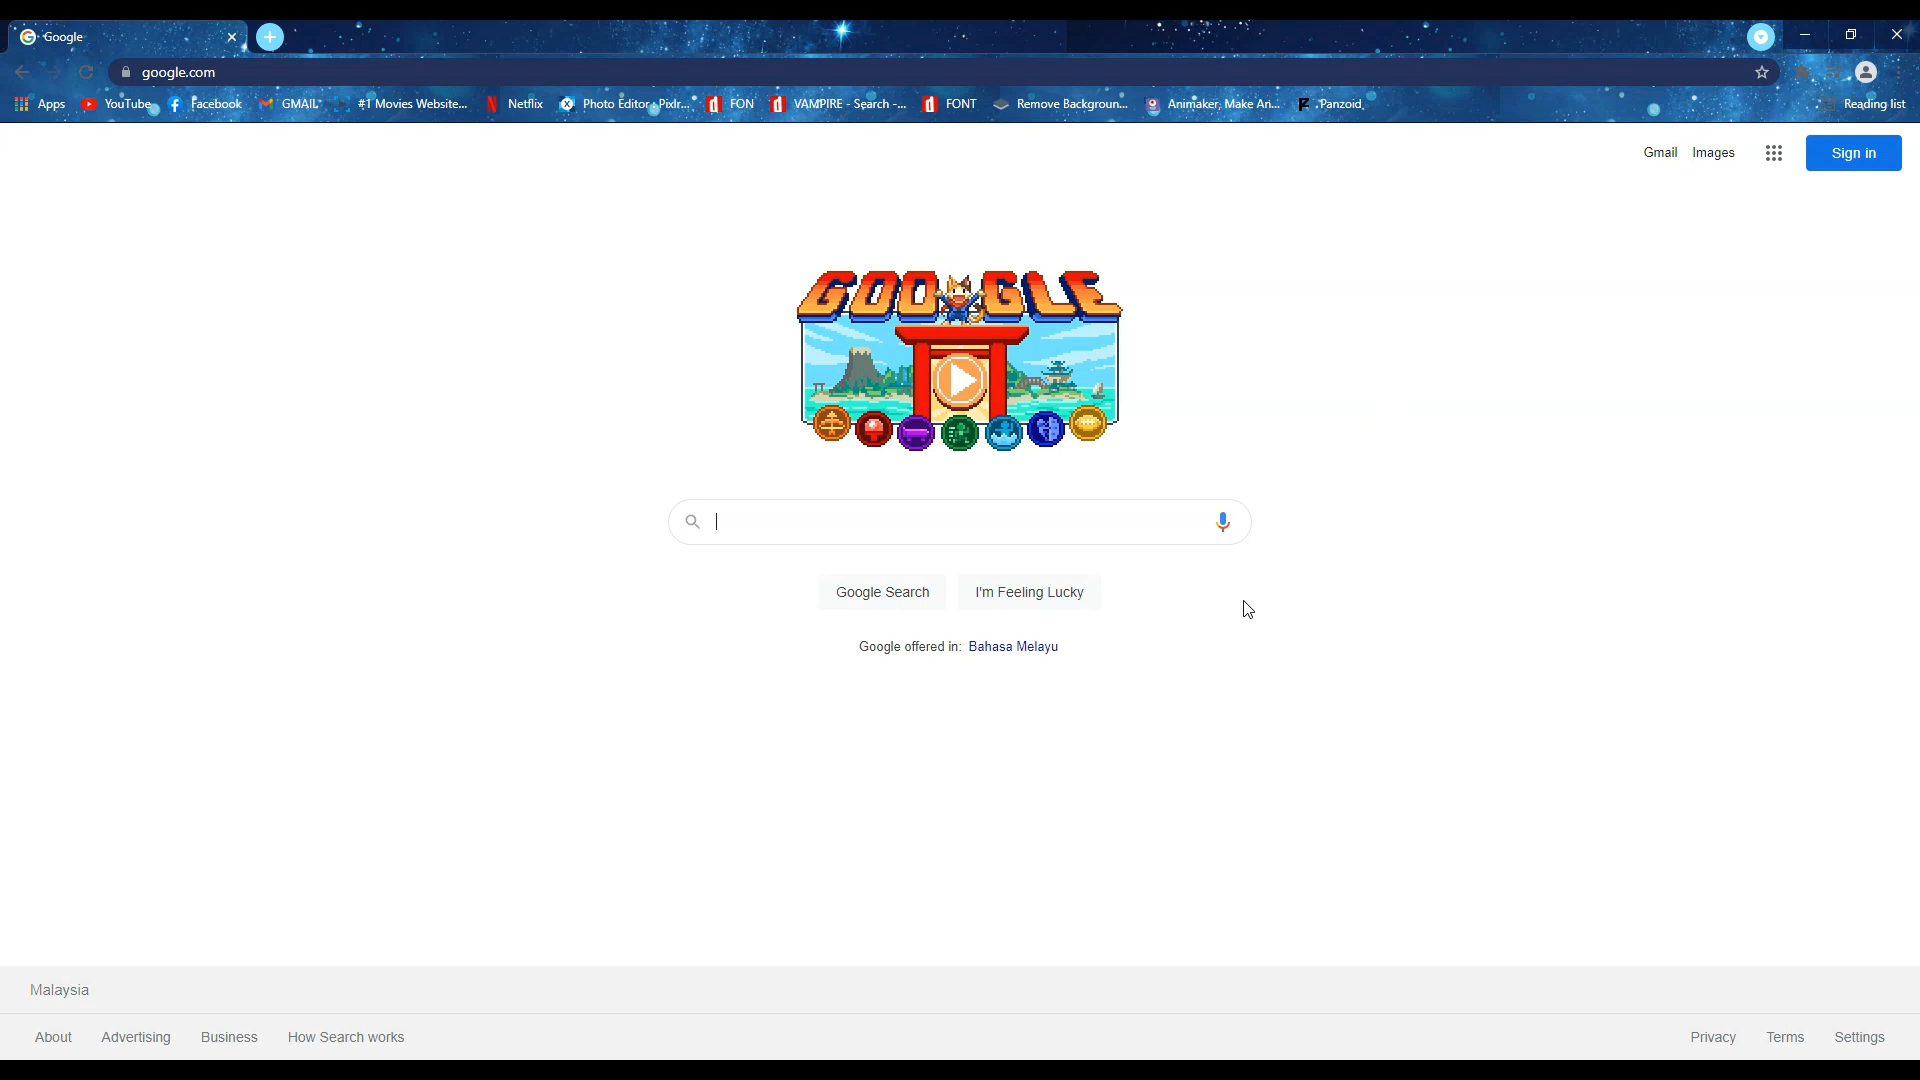 Google
google.com
Apps YouTube Facebook GMAIL #1 Movies Website... Netflix Photo Editor : Pixlr... FON VAMPIRE - Search -... FONT Remove Backgroun... Animaker, Make An... Panzoid Reading list
Gmail Images Sign in
GOOGLE
Google Search I'm Feeling Lucky
Google offered in: Bahasa Melayu
Malaysia
About Advertising Business How Search works Privacy Terms Settings